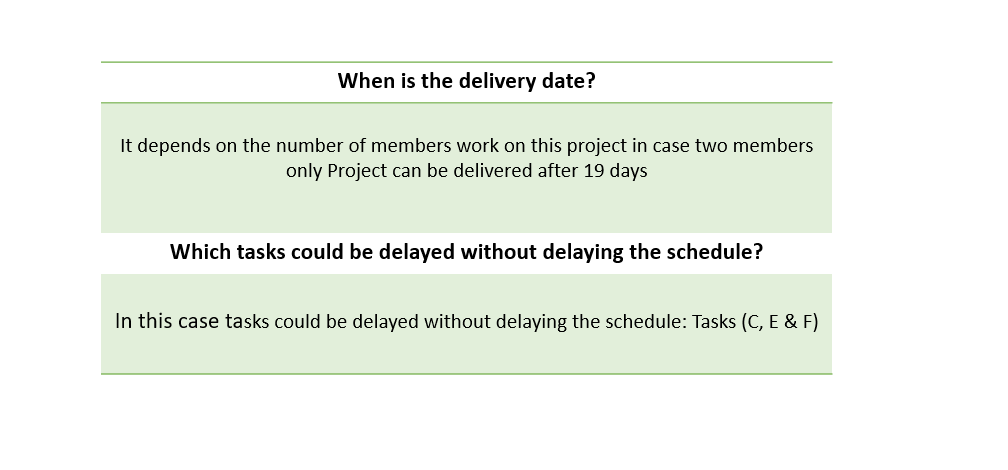 When is the delivery date?
It depends on the number of members work on this project in case two members
only Project can be delivered after 19 days
Which tasks could be delayed without delaying the schedule?
In this case tasks could be delayed without delaying the schedule: Tasks (C, E & F)